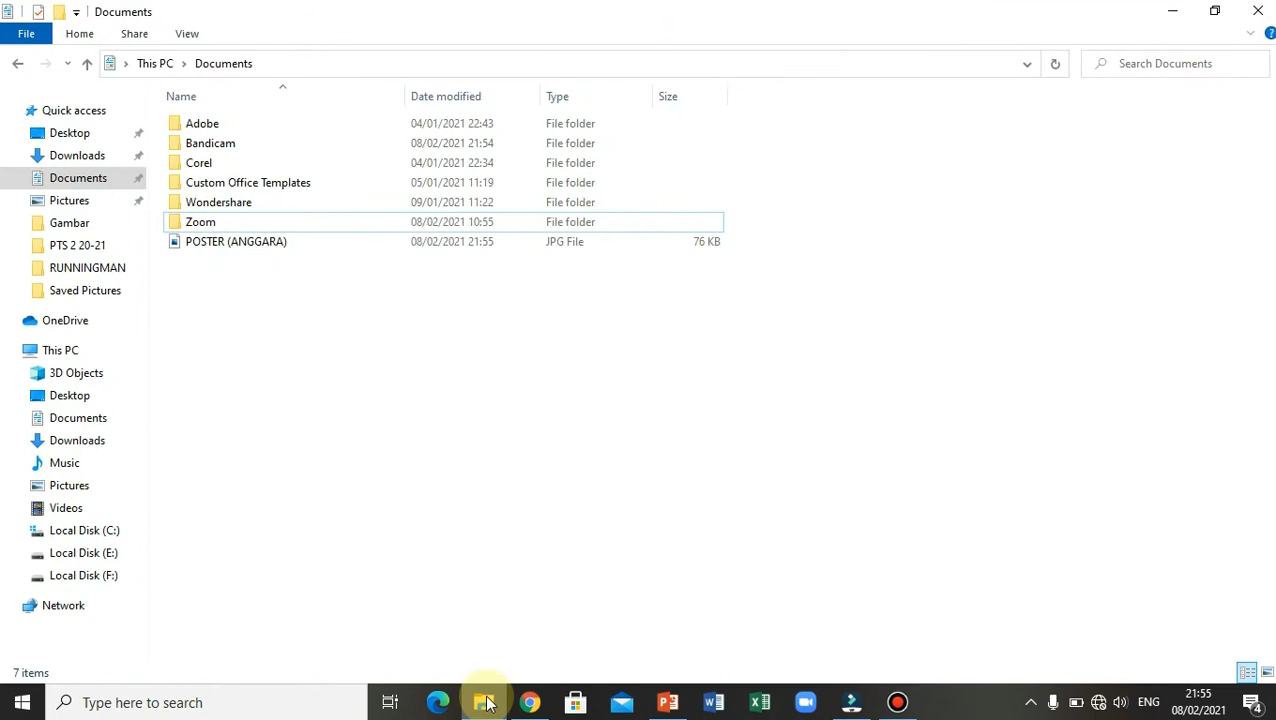 Documents
File Home Share View
This PC Documents Search Documents
Name Date modified Type Size
Quick access
Desktop
Downloads
Documents
Pictures
Gambar
PTS 2 20-21
RUNNINGMAN
Saved Pictures
OneDrive
This PC
3D Objects
Desktop
Documents
Downloads
Music
Pictures
Videos
Local Disk (C:)
Local Disk (E:)
Local Disk (F:)
Network
Adobe 04/01/2021 22:43 File folder
Bandicam 08/02/2021 21:54 File folder
Corel 04/01/2021 22:34 File folder
Custom Office Templates 05/01/2021 11:19 File folder
Wondershare 09/01/2021 11:22 File folder
Zoom 08/02/2021 10:55 File folder
POSTER (ANGGARA) 08/02/2021 21:55 JPG File 76 KB
7 items
Type here to search
ENG
21:55
08/02/2021
4